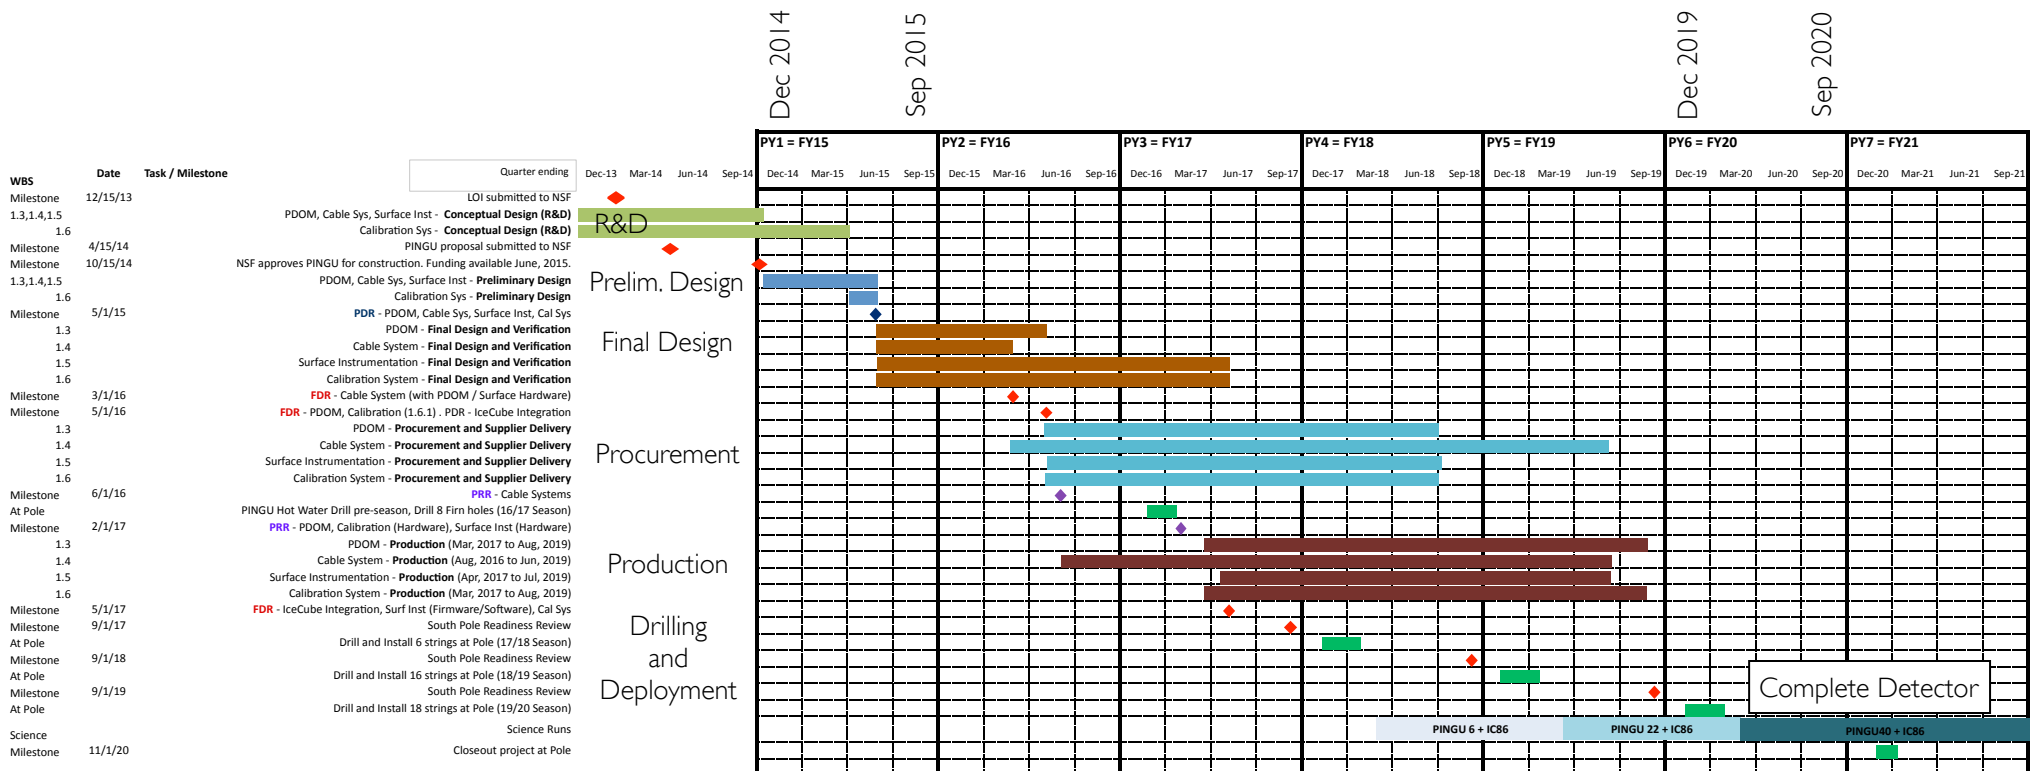 Dec 2014
Sep 2015
Dec 2019
Sep 2020
PY1 = FY15 PY2 = FY16 PY3 = FY17 PY4 = FY18 PY5 = FY19 PY6 = FY20 PY7 = FY21
WBS Date Task / Milestone Quarter ending Dec-13 Mar-14 Jun-14 Sep-14 Dec-14 Mar-15 Jun-15 Sep-15 Dec-15 Mar-16 Jun-16 Sep-16 Dec-16 Mar-17 Jun-17 Sep-17 Dec-17 Mar-18 Jun-18 Sep-18 Dec-18 Mar-19 Jun-19 Sep-19 Dec-19 Mar-20 Jun-20 Sep-20 Dec-20 Mar-21 Jun-21 Sep-21
Milestone 12/15/13 LOI submitted to NSF
1.3,1.4,1.5 PDOM, Cable Sys, Surface Inst - Conceptual Design (R&D)
R&D
1.6 Calibration Sys - Conceptual Design (R&D)
Milestone 4/15/14 PINGU proposal submitted to NSF
Milestone 10/15/14 NSF approves PINGU for construction. Funding available June, 2015.
1.3,1.4,1.5 PDOM, Cable Sys, Surface Inst - Preliminary Design
Prelim. Design
1.6 Calibration Sys - Preliminary Design
Milestone 5/1/15 PDR - PDOM, Cable Sys, Surface Inst, Cal Sys
1.3 PDOM - Final Design and Verification
Final Design
1.4 Cable System - Final Design and Verification
1.5 Surface Instrumentation - Final Design and Verification
1.6 Calibration System - Final Design and Verification
Milestone 3/1/16 FDR - Cable System (with PDOM / Surface Hardware)
Milestone 5/1/16 FDR - PDOM, Calibration (1.6.1) . PDR - IceCube Integration
1.3 PDOM - Procurement and Supplier Delivery
1.4 Cable System - Procurement and Supplier Delivery
Procurement
1.5 Surface Instrumentation - Procurement and Supplier Delivery
1.6 Calibration System - Procurement and Supplier Delivery
Milestone 6/1/16 PRR - Cable Systems
At Pole PINGU Hot Water Drill pre-season, Drill 8 Firn holes (16/17 Season)
Milestone 2/1/17 PRR - PDOM, Calibration (Hardware), Surface Inst (Hardware)
1.3 PDOM - Production (Mar, 2017 to Aug, 2019)
1.4 Cable System - Production (Aug, 2016 to Jun, 2019)
Production
1.5 Surface Instrumentation - Production (Apr, 2017 to Jul, 2019)
1.6 Calibration System - Production (Mar, 2017 to Aug, 2019)
Milestone 5/1/17 FDR - IceCube Integration, Surf Inst (Firmware/Software), Cal Sys
Milestone 9/1/17 South Pole Readiness Review
Drilling
At Pole Drill and Install 6 strings at Pole (17/18 Season)
Milestone 9/1/18 South Pole Readiness Review
and
At Pole Drill and Install 16 strings at Pole (18/19 Season)
Milestone 9/1/19 South Pole Readiness Review
Deployment
Complete Detector
At Pole Drill and Install 18 strings at Pole (19/20 Season)
Science Science Runs PINGU 6 + IC86 PINGU 22 + IC86 PINGU40 + IC86
Milestone 11/1/20 Closeout project at Pole